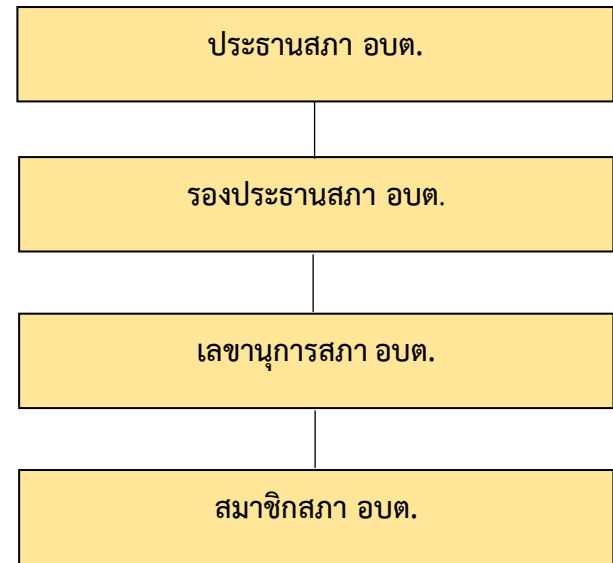 ประธานสภา อบต.
รองประธานสภา อบต.
เลขานุการสภา อบต.
สมาชิกสภา อบต.